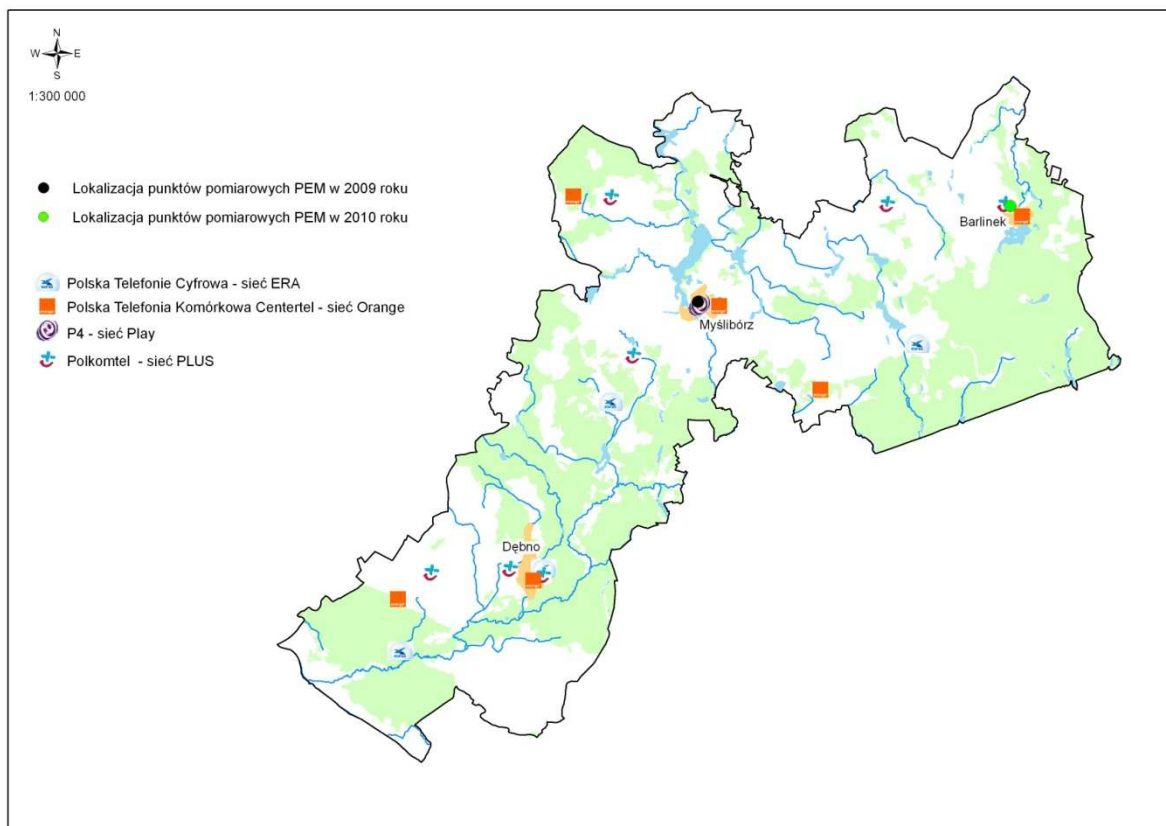 N
W E
S
1:300 000
Lokalizacja punktów pomiarowych PEM w 2009 roku
Lokalizacja punktów pomiarowych PEM w 2010 roku
Polska Telefonie Cyfrowa - sieć ERA
Polska Telefonia Komórkowa Centertel - sieć Orange
P4 - sieć Play
Polkomtel - sieć PLUS
Barlinek
Myślibórz
Dębno